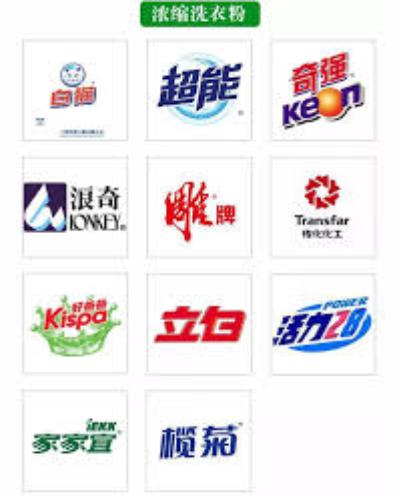 浓缩洗衣粉
白猫
超能
奇强
Keon
浪奇
LONKEY
雕牌
Transfar
传化化工
好爸爸
Kispa
立白
POWER
活力28
iEKK
家家宜
榄菊